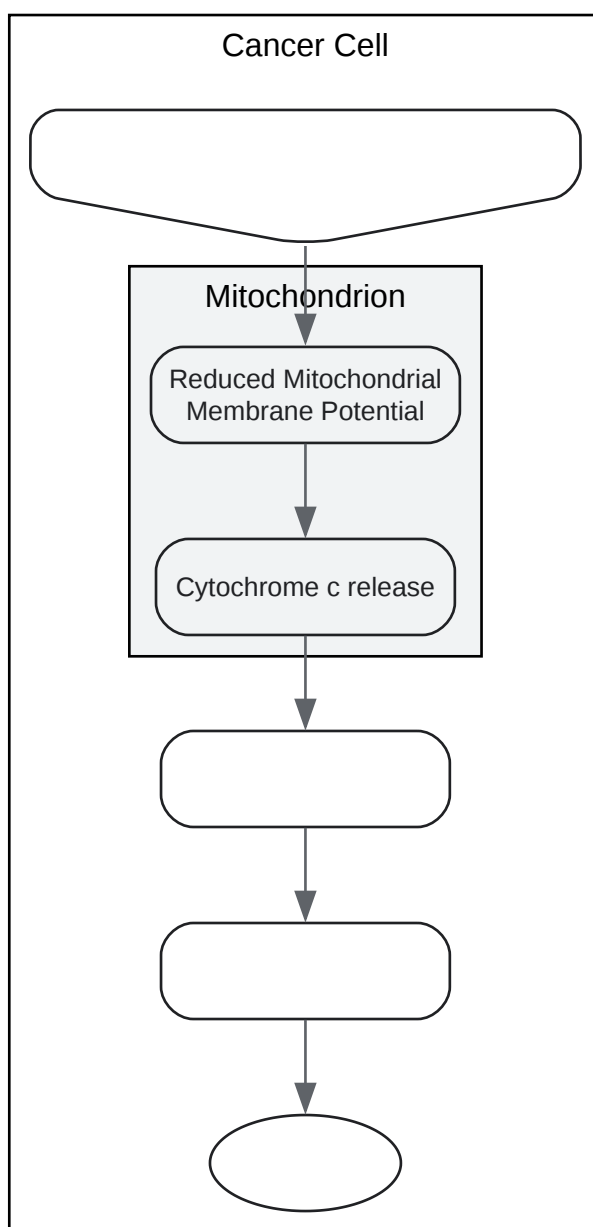 Cancer Cell
Mitochondrion
Reduced Mitochondrial
Membrane Potential
Cytochrome c release